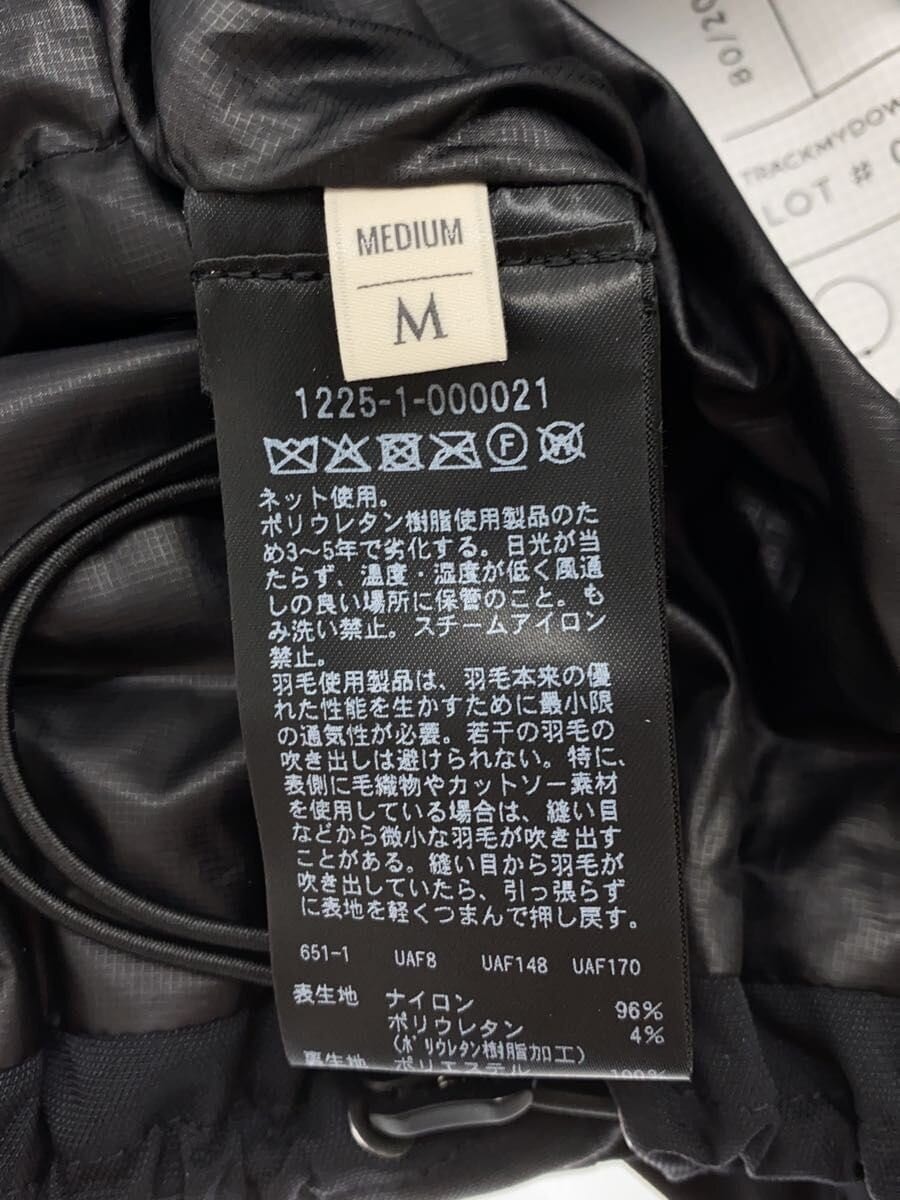 80/20
TRACKMYDOW
LOT #
MEDIUM
M
1225-1-000021
F
W
ネット使用。
ポリウレタン樹脂使用製品のた
め3～5年で劣化する。日光が当
たらず、温度・湿度が低く風通
しの良い場所に保管のこと。も
み洗い禁止。スチームアイロン
禁止。
羽毛使用製品は、羽毛本来の優
れた性能を生かすために最小限
の通気性が必要。若干の羽毛の
吹き出しは避けられない。特に、
表側に毛織物やカットソー素材
を使用している場合は、縫い目
などから微小な羽毛が吹き出す
ことがある。縫い目から羽毛が
吹き出していたら、引っ張らず
に表地を軽くつまんで押し戻す。
651-1 UAF8 UAF148 UAF170
表生地 ナイロン 96%
ポリウレタン 4%
(ポリウレタン樹脂加工)
裏生地 ポリエステル 100%